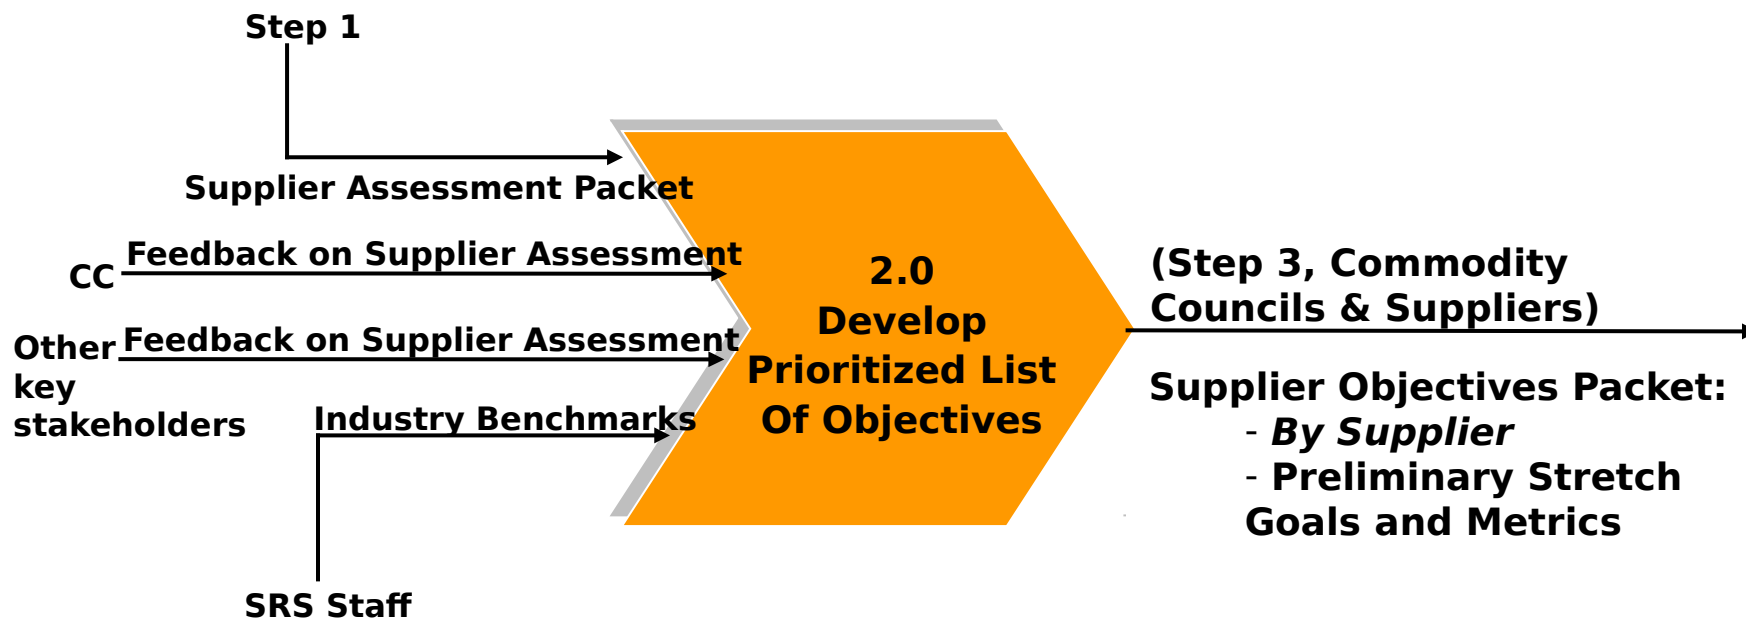 Step 1
Supplier Assessment Packet
Feedback on Supplier Assessment
CC
Feedback on Supplier Assessment
Other
key
stakeholders
Industry Benchmarks
SRS Staff
2.0
Develop
Prioritized List
Of Objectives
(Step 3, Commodity
Councils & Suppliers)
Supplier Objectives Packet:
- By Supplier
- Preliminary Stretch
Goals and Metrics